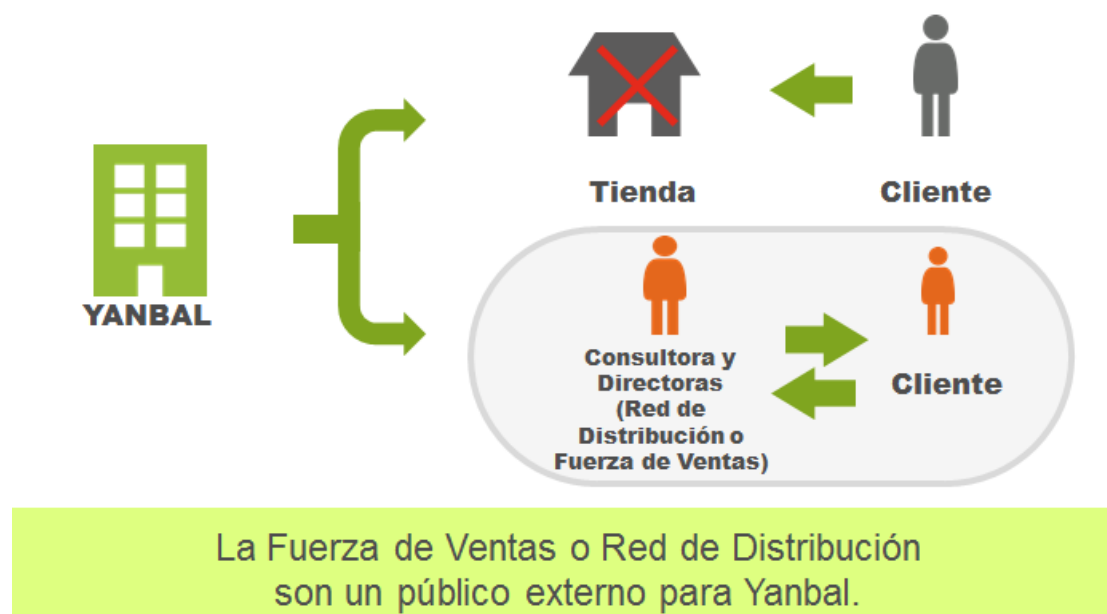 Tienda
Cliente
YANBAL
Consultora y
Directoras
(Red de
Distribución o
Fuerza de Ventas)
Cliente
La Fuerza de Ventas o Red de Distribución
son un público externo para Yanbal.